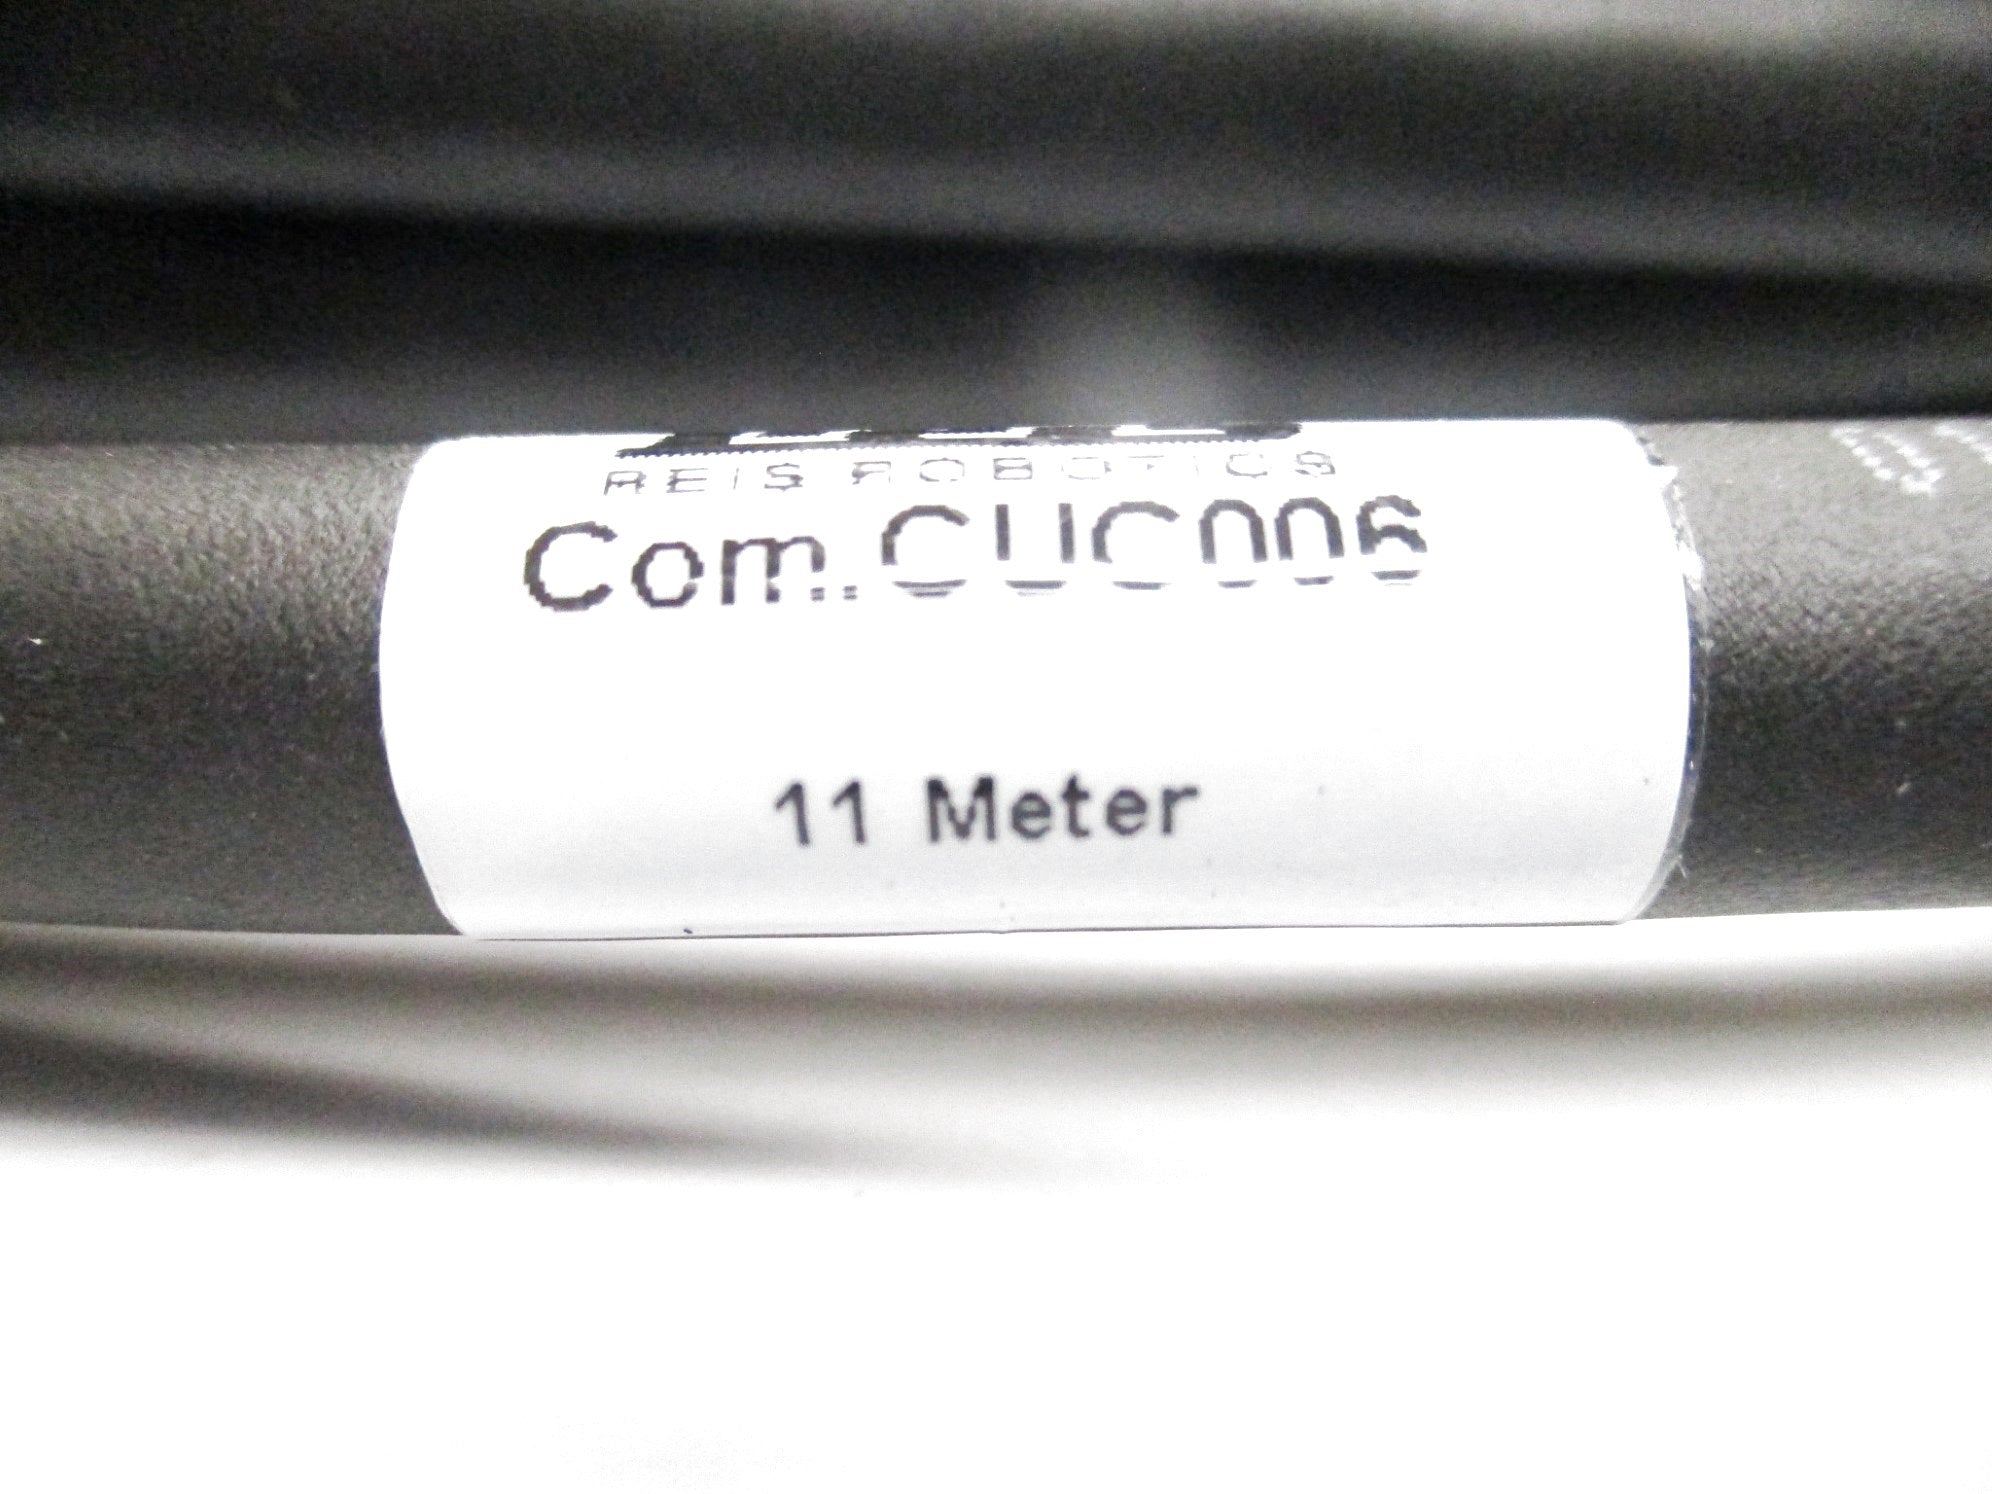 REIS ROBOTICS
Com.:CUC006
11 Meter